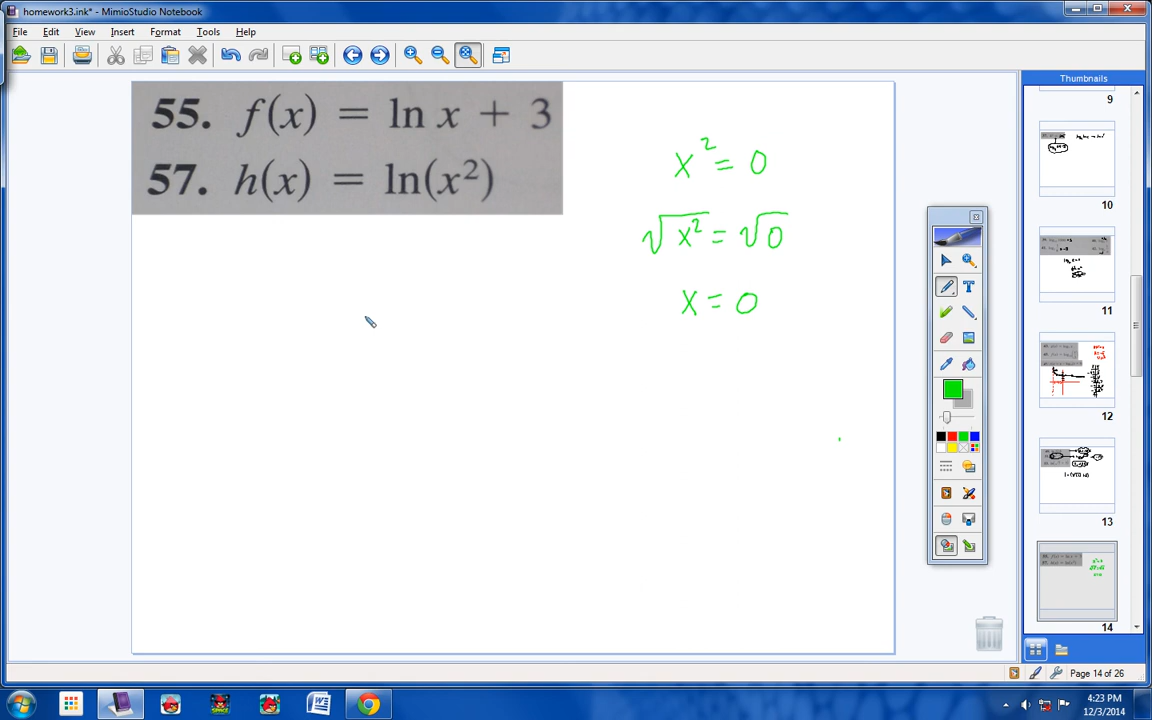 homework3.ink* - MimioStudio Notebook
File Edit View Insert Format Tools Help
55. f(x) = ln x + 3
57. h(x) = ln(x²)
x² = 0
√x² = √0
x = 0
Thumbnails
9
10
11
12
13
14
T
Page 14 of 26
W
4:23 PM
12/3/2014